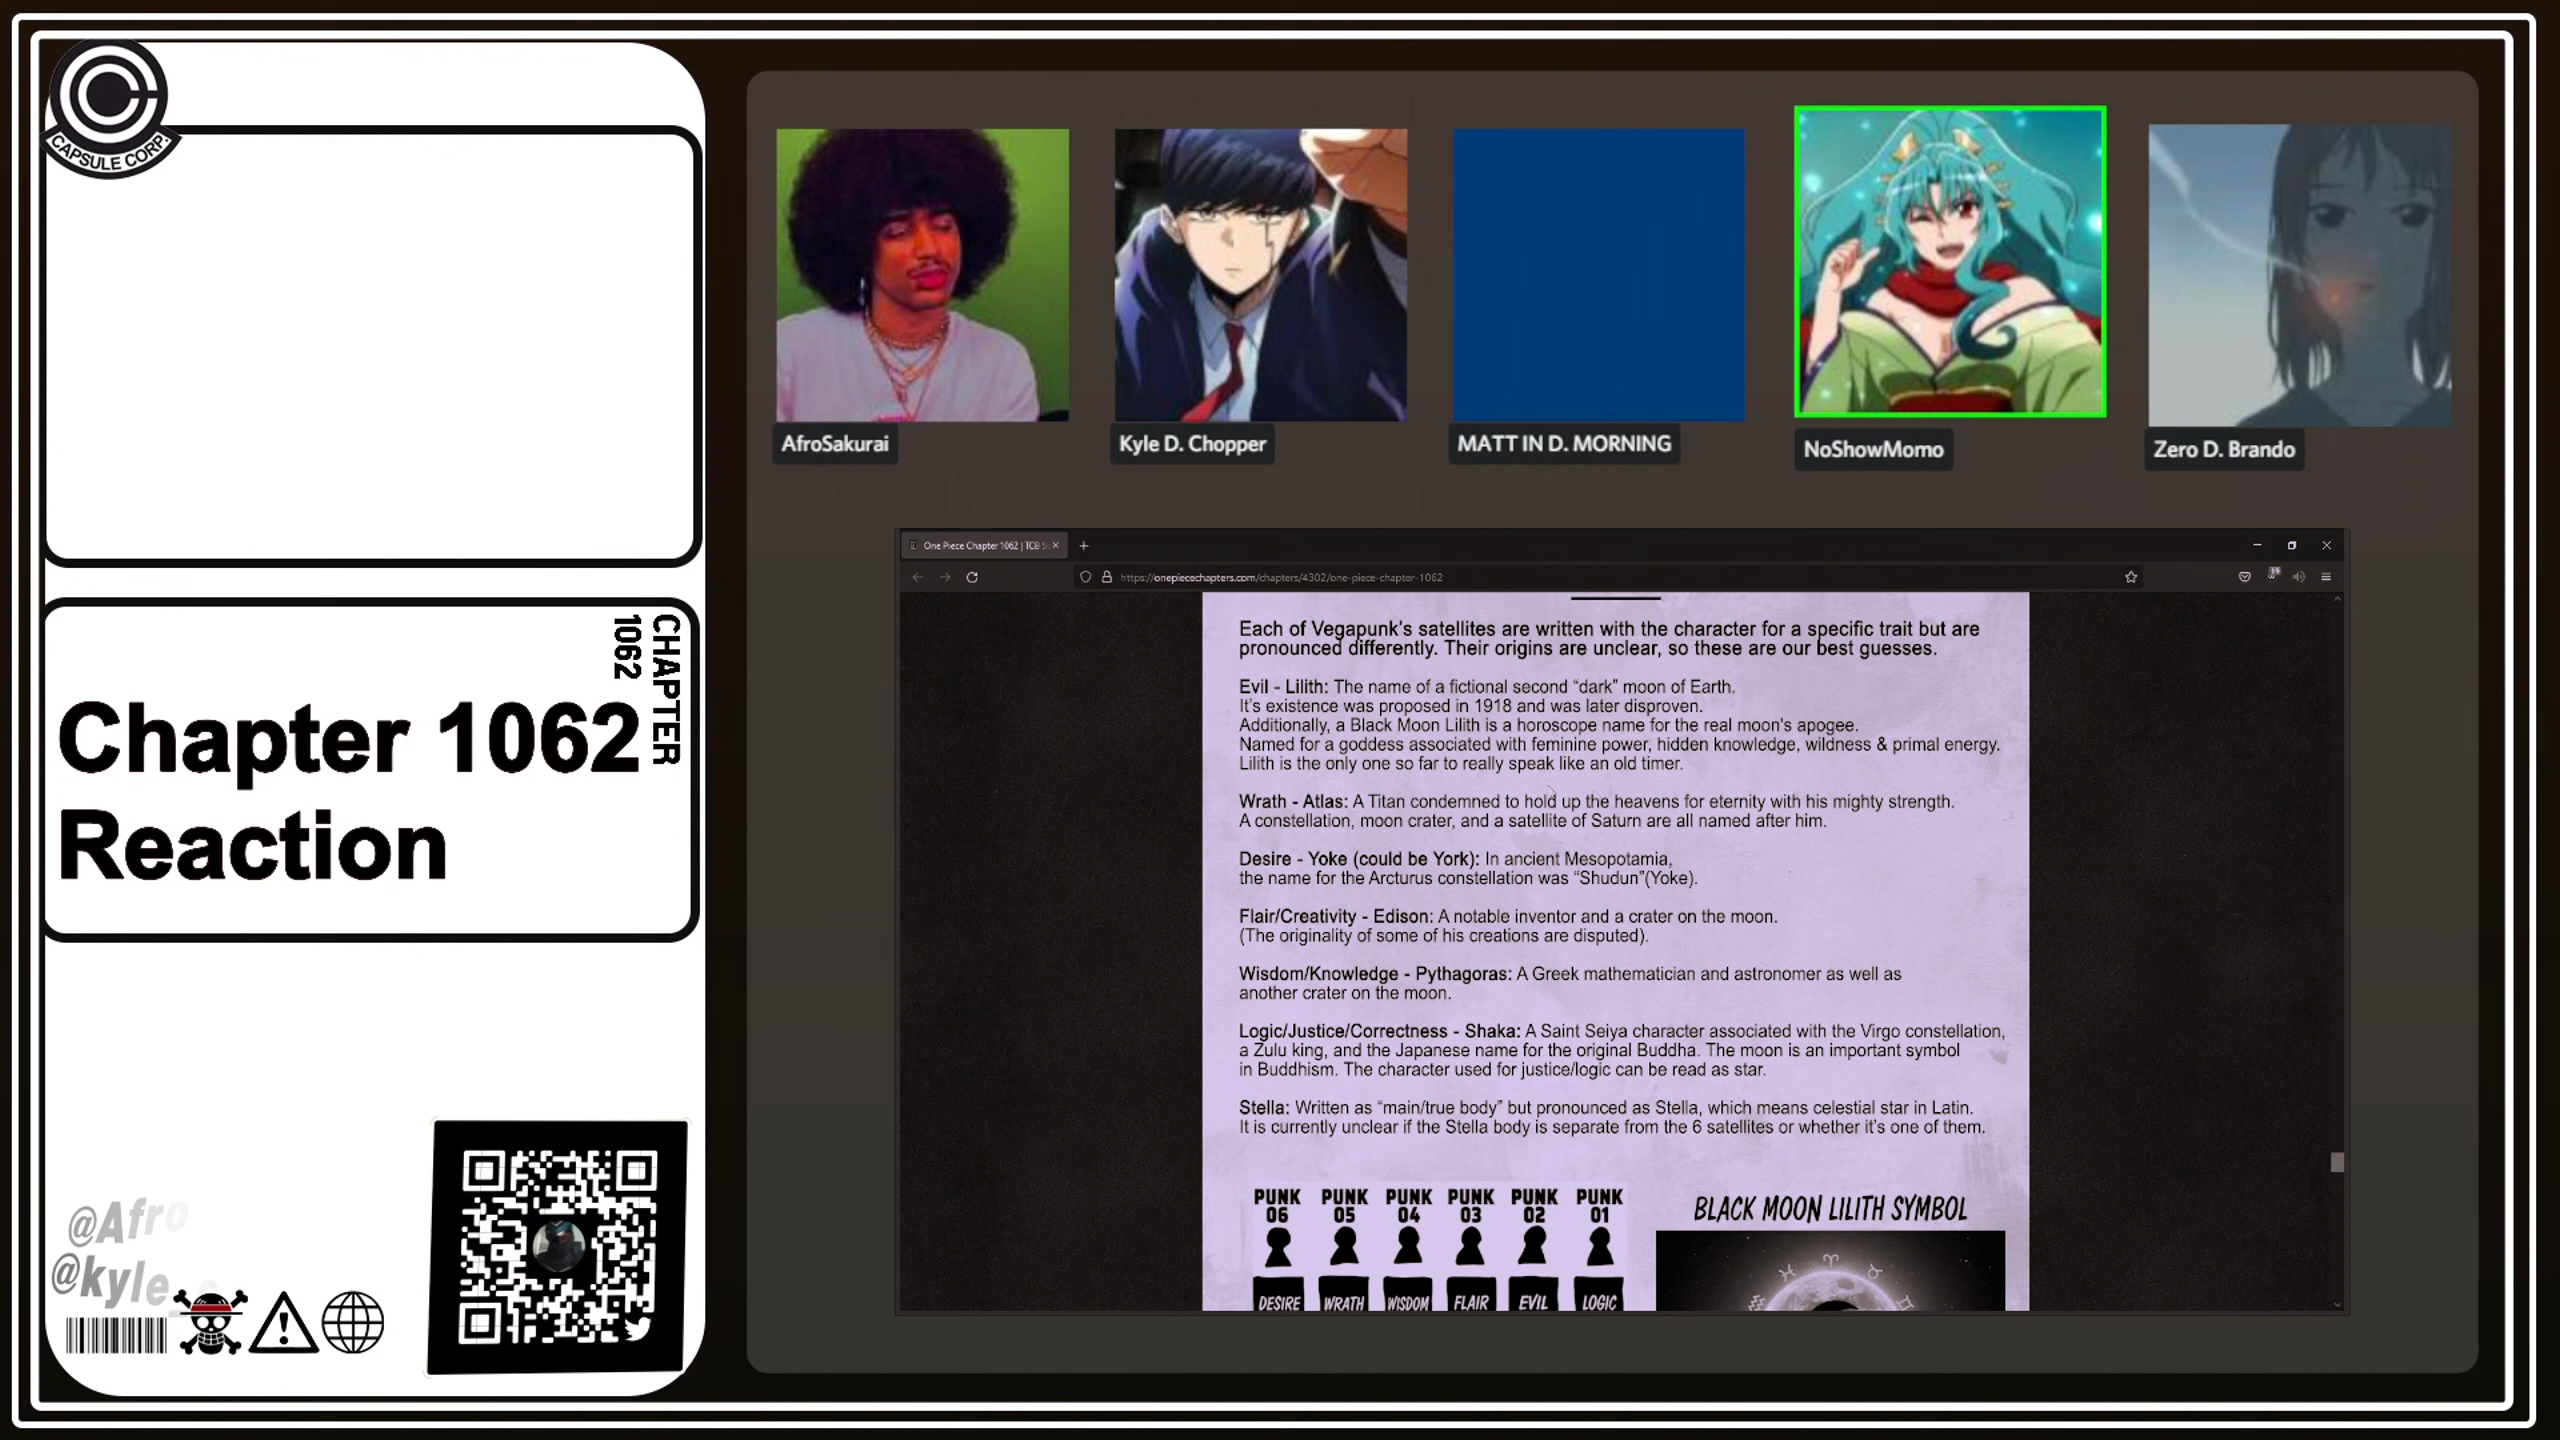 CAPSULE CORP.
CHAPTER
1062
Chapter 1062
Reaction
@Afro
@kyle_
AfroSakurai
Kyle D. Chopper
MATT IN D. MORNING
NoShowMomo
Zero D. Brando
One Piece Chapter 1062 | TCB S
https://onepiecechapters.com/chapters/4302/one-piece-chapter-1062
Each of Vegapunk's satellites are written with the character for a specific trait but are
pronounced differently. Their origins are unclear, so these are our best guesses.
Evil - Lilith: The name of a fictional second “dark” moon of Earth.
It's existence was proposed in 1918 and was later disproven.
Additionally, a Black Moon Lilith is a horoscope name for the real moon's apogee.
Named for a goddess associated with feminine power, hidden knowledge, wildness & primal energy.
Lilith is the only one so far to really speak like an old timer.
Wrath - Atlas: A Titan condemned to hold up the heavens for eternity with his mighty strength.
A constellation, moon crater, and a satellite of Saturn are all named after him.
Desire - Yoke (could be York): In ancient Mesopotamia,
the name for the Arcturus constellation was “Shudun”(Yoke).
Flair/Creativity - Edison: A notable inventor and a crater on the moon.
(The originality of some of his creations are disputed).
Wisdom/Knowledge - Pythagoras: A Greek mathematician and astronomer as well as
another crater on the moon.
Logic/Justice/Correctness - Shaka: A Saint Seiya character associated with the Virgo constellation,
a Zulu king, and the Japanese name for the original Buddha. The moon is an important symbol
in Buddhism. The character used for justice/logic can be read as star.
Stella: Written as “main/true body” but pronounced as Stella, which means celestial star in Latin.
It is currently unclear if the Stella body is separate from the 6 satellites or whether it's one of them.
PUNK 06 PUNK 05 PUNK 04 PUNK 03 PUNK 02 PUNK 01
DESIRE WRATH WISDOM FLAIR EVIL LOGIC
BLACK MOON LILITH SYMBOL